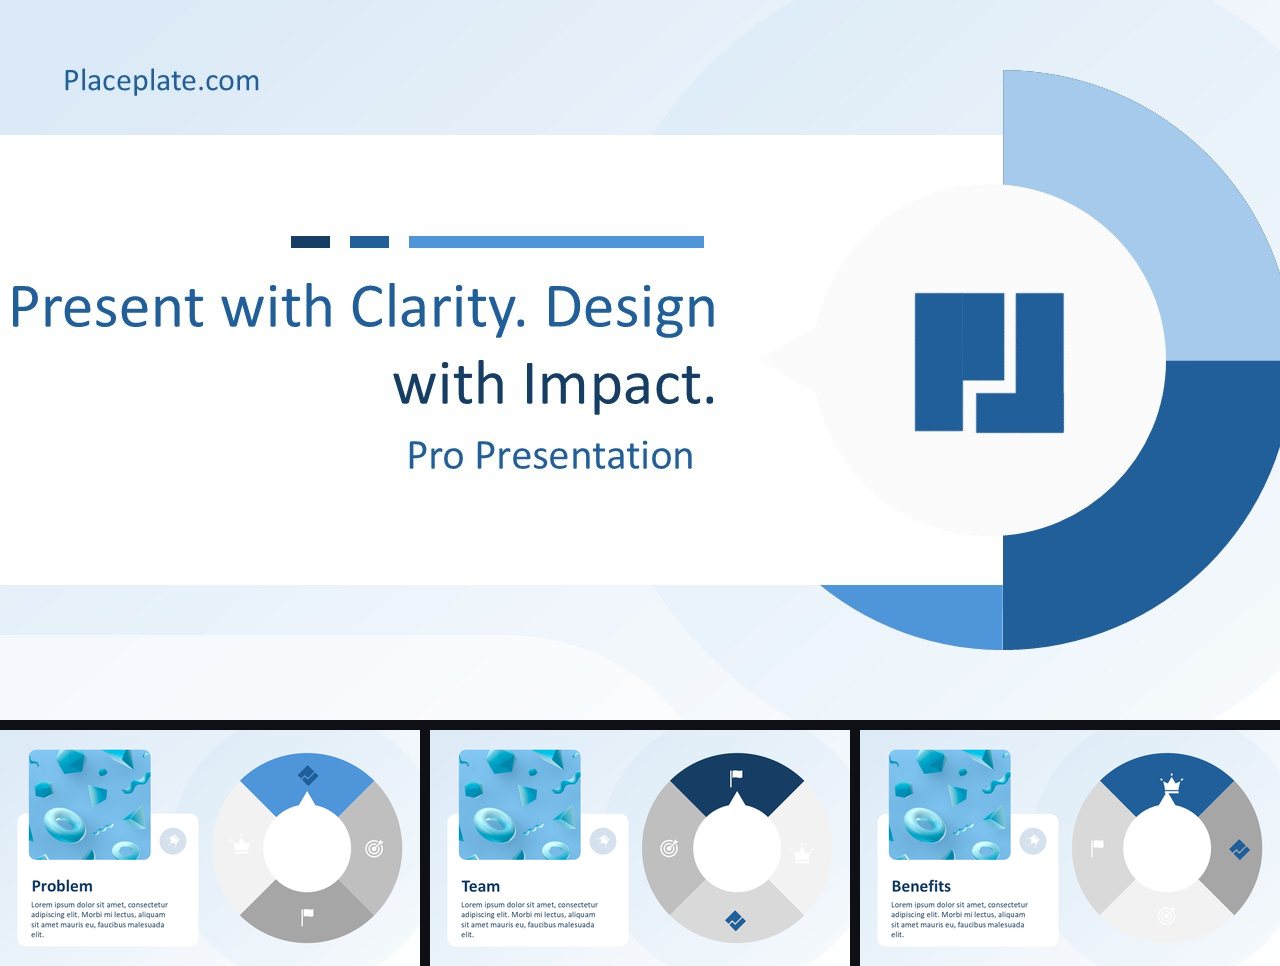 Placeplate.com
Present with Clarity. Design
with Impact.
Pro Presentation
Problem
Lorem ipsum dolor sit amet, consectetur
adipiscing elit. Morbi mi lectus, aliquam
sit amet mauris eu, faucibus malesuada
elit.
Team
Lorem ipsum dolor sit amet, consectetur
adipiscing elit. Morbi mi lectus, aliquam
sit amet mauris eu, faucibus malesuada
elit.
Benefits
Lorem ipsum dolor sit amet, consectetur
adipiscing elit. Morbi mi lectus, aliquam
sit amet mauris eu, faucibus malesuada
elit.